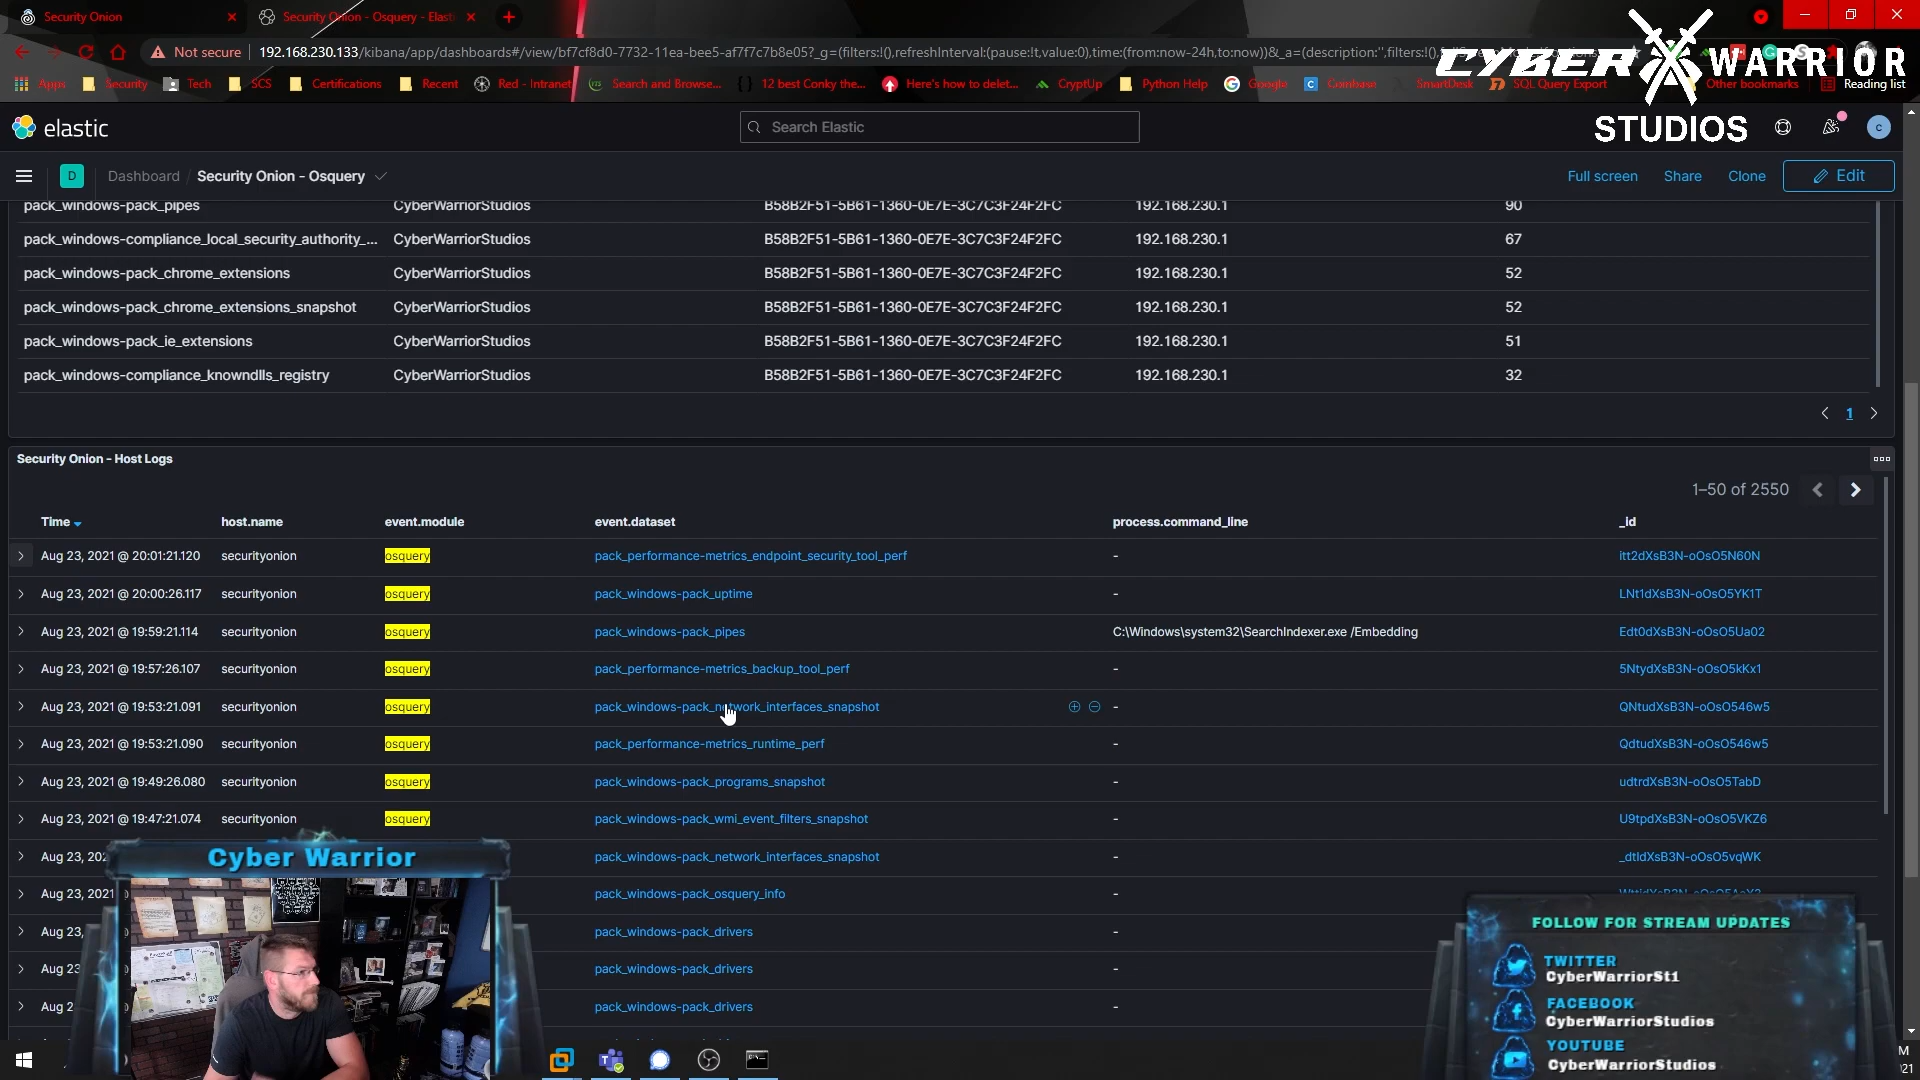 Security Onion
Security Onion - Osquery - Elasti
Not secure
192.168.230.133/kibana/app/dashboards#/view/bf7cf8d0-7732-11ea-bee5-af7f7c7b8e05?_g=(filters:!(),refreshInterval:(pause:!t,value:0),time:(from:now-24h,to:now))&_a=(description:'',filters:!(),
CYBER WARRIOR
STUDIOS
Apps Security Tech SCS Certifications Recent Red - Intranet Search and Browse... 12 best Conky the... Here's how to delet... CryptUp Python Help Google Coinbase SmartDesk SQL Query Export Other bookmarks Reading list
elastic
Search Elastic
c
D Dashboard / Security Onion - Osquery
Full screen Share Clone Edit
pack_windows-pack_pipes CyberWarriorStudios B58B2F51-5B61-1360-0E7E-3C7C3F24F2FC 192.168.230.1 90
pack_windows-compliance_local_security_authority_... CyberWarriorStudios B58B2F51-5B61-1360-0E7E-3C7C3F24F2FC 192.168.230.1 67
pack_windows-pack_chrome_extensions CyberWarriorStudios B58B2F51-5B61-1360-0E7E-3C7C3F24F2FC 192.168.230.1 52
pack_windows-pack_chrome_extensions_snapshot CyberWarriorStudios B58B2F51-5B61-1360-0E7E-3C7C3F24F2FC 192.168.230.1 52
pack_windows-pack_ie_extensions CyberWarriorStudios B58B2F51-5B61-1360-0E7E-3C7C3F24F2FC 192.168.230.1 51
pack_windows-compliance_knowndlls_registry CyberWarriorStudios B58B2F51-5B61-1360-0E7E-3C7C3F24F2FC 192.168.230.1 32
1
Security Onion - Host Logs
1–50 of 2550
Time host.name event.module event.dataset process.command_line _id
Aug 23, 2021 @ 20:01:21.120 securityonion osquery pack_performance-metrics_endpoint_security_tool_perf - itt2dXsB3N-oOsO5N60N
Aug 23, 2021 @ 20:00:26.117 securityonion osquery pack_windows-pack_uptime - LNt1dXsB3N-oOsO5YK1T
Aug 23, 2021 @ 19:59:21.114 securityonion osquery pack_windows-pack_pipes C:\Windows\system32\SearchIndexer.exe /Embedding Edt0dXsB3N-oOsO5Ua02
Aug 23, 2021 @ 19:57:26.107 securityonion osquery pack_performance-metrics_backup_tool_perf - 5NtydXsB3N-oOsO5kKx1
Aug 23, 2021 @ 19:53:21.091 securityonion osquery pack_windows-pack_network_interfaces_snapshot - QNtudXsB3N-oOsO546w5
Aug 23, 2021 @ 19:53:21.090 securityonion osquery pack_performance-metrics_runtime_perf - QdtudXsB3N-oOsO546w5
Aug 23, 2021 @ 19:49:26.080 securityonion osquery pack_windows-pack_programs_snapshot - udtrdXsB3N-oOsO5TabD
Aug 23, 2021 @ 19:47:21.074 securityonion osquery pack_windows-pack_wmi_event_filters_snapshot - U9tpdXsB3N-oOsO5VKZ6
Aug 23, 202 pack_windows-pack_network_interfaces_snapshot - _dtldXsB3N-oOsO5vqWK
Aug 23, 2021 pack_windows-pack_osquery_info -
Aug 23, pack_windows-pack_drivers -
Aug 23 pack_windows-pack_drivers -
Aug 2 pack_windows-pack_drivers -
Cyber Warrior
FOLLOW FOR STREAM UPDATES
TWITTER
CyberWarriorSt1
FACEBOOK
CyberWarriorStudios
YOUTUBE
CyberWarriorStudios